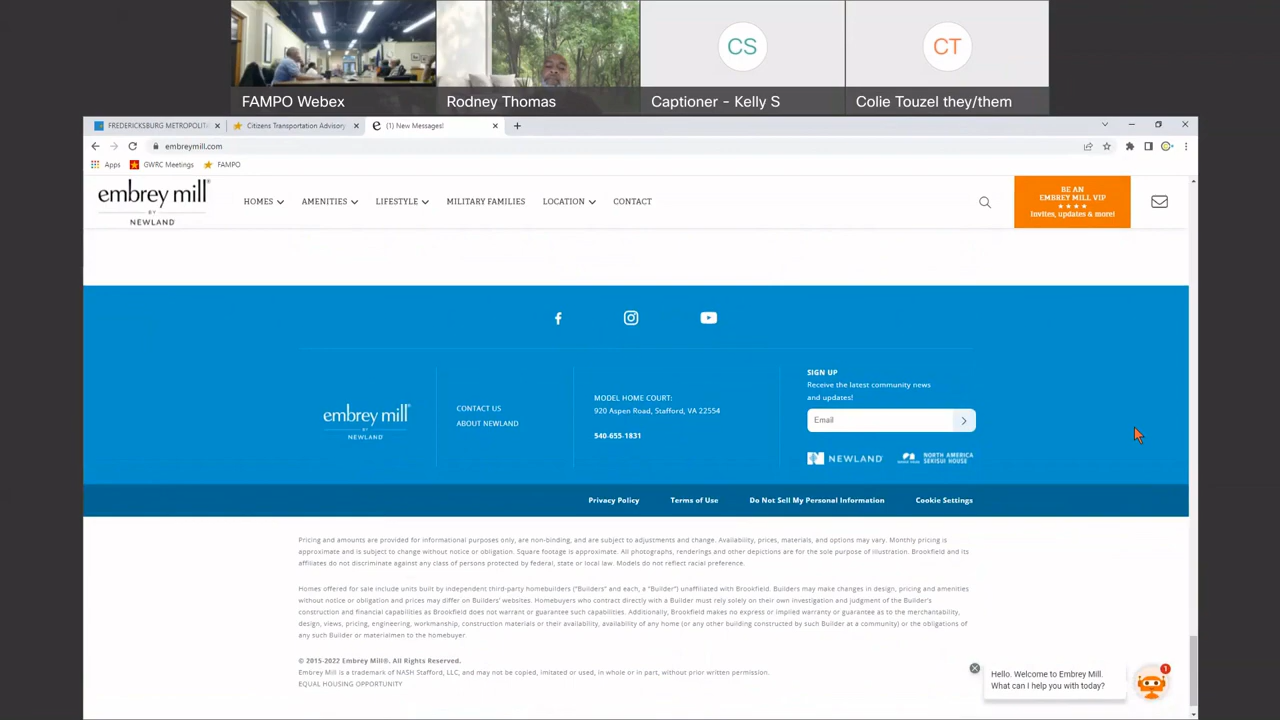 CS
CT
FAMPO Webex
Rodney Thomas
Captioner - Kelly S
Colie Touzel they/them
FREDERICKSBURG METROPOLIT
Citizens Transportation Advisory
(1) New Messages!
embreymill.com
Apps
GWRC Meetings
FAMPO
embrey mill
BY
NEWLAND
HOMES
AMENITIES
LIFESTYLE
MILITARY FAMILIES
LOCATION
CONTACT
BE AN
EMBREY MILL VIP
Invites, updates & more!
embrey mill
BY
NEWLAND
CONTACT US
ABOUT NEWLAND
MODEL HOME COURT:
920 Aspen Road, Stafford, VA 22554
540-655-1831
SIGN UP
Receive the latest community news
and updates!
Email
NEWLAND
NORTH AMERICA
SEKISUI HOUSE
Privacy Policy
Terms of Use
Do Not Sell My Personal Information
Cookie Settings
Pricing and amounts are provided for informational purposes only, are non-binding, and are subject to adjustments and change. Availability, prices, materials, and options may vary. Monthly pricing is
approximate and is subject to change without notice or obligation. Square footage is approximate. All photographs, renderings and other depictions are for the sole purpose of illustration. Brookfield and its
affiliates do not discriminate against any class of persons protected by federal, state or local law. Models do not reflect racial preference.
Homes offered for sale include units built by independent third-party homebuilders ("Builders" and each, a "Builder") unaffiliated with Brookfield. Builders may make changes in design, pricing and amenities
without notice or obligation and prices may differ on Builders' websites. Homebuyers who contract directly with a Builder must rely solely on their own investigation and judgment of the Builder's
construction and financial capabilities as Brookfield does not warrant or guarantee such capabilities. Additionally, Brookfield makes no express or implied warranty or guarantee as to the merchantability,
design, views, pricing, engineering, workmanship, construction materials or their availability, availability of any home (or any other building constructed by such Builder at a community) or the obligations of
any such Builder or materialmen to the homebuyer.
© 2015-2022 Embrey Mill®. All Rights Reserved.
Embrey Mill is a trademark of NASH Stafford, LLC, and may not be copied, imitated or used, in whole or in part, without prior written permission.
EQUAL HOUSING OPPORTUNITY
Hello. Welcome to Embrey Mill.
What can I help you with today?
1